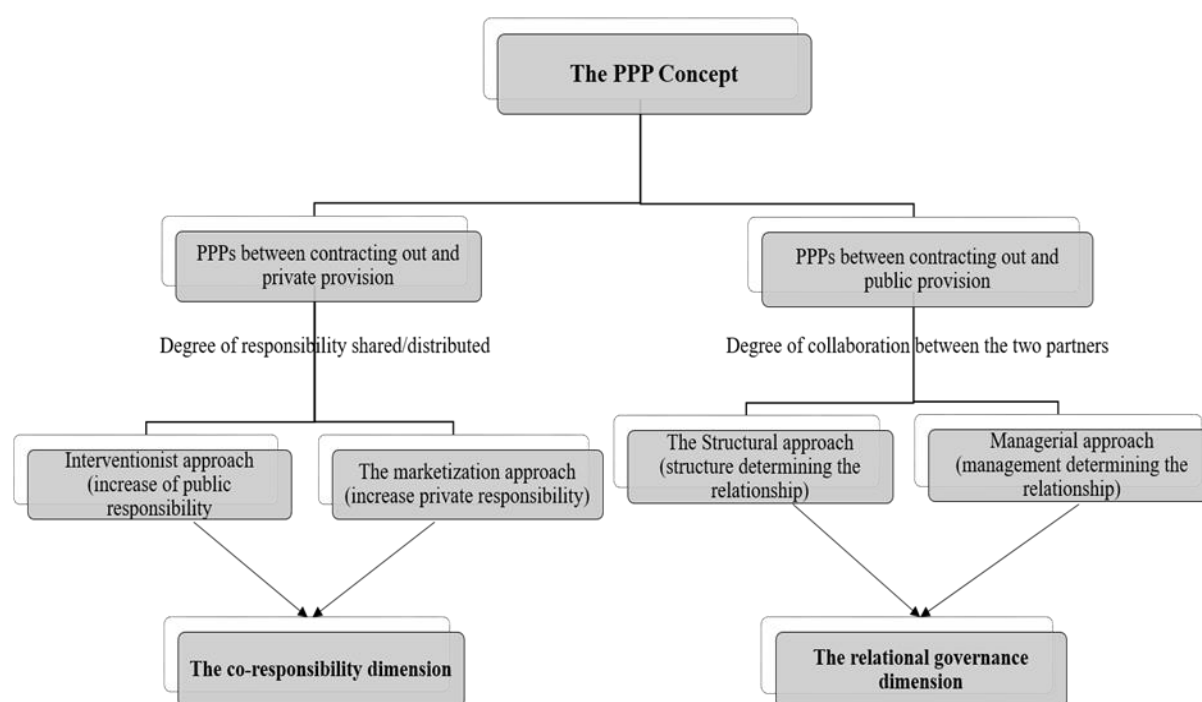 The PPP Concept
PPPs between contracting out and
private provision
PPPs between contracting out and
public provision
Degree of responsibility shared/distributed
Degree of collaboration between the two partners
Interventionist approach
(increase of public
responsibility
The marketization approach
(increase private responsibility)
The Structural approach
(structure determining the
relationship)
Managerial approach
(management determining the
relationship)
The co-responsibility dimension
The relational governance
dimension